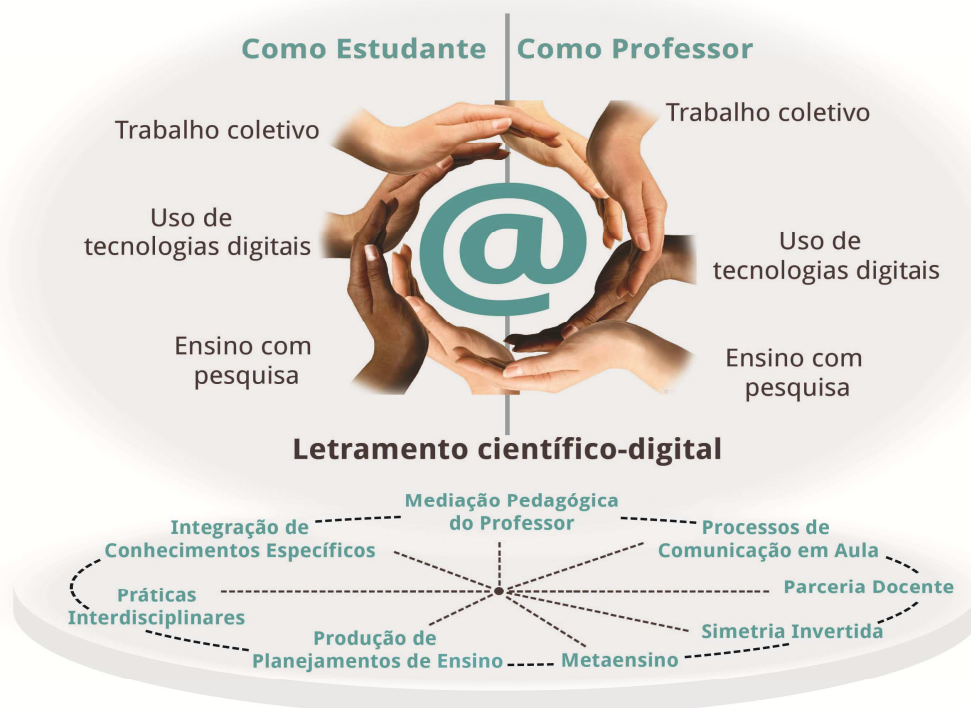 Como Estudante
Como Professor
Trabalho coletivo
Uso de
tecnologias digitais
Ensino com
pesquisa
@
Trabalho coletivo
Uso de
tecnologias digitais
Ensino com
pesquisa
Letramento científico-digital
Mediação Pedagógica
do Professor
Integração de
Conhecimentos Específicos
Processos de
Comunicação em Aula
Práticas
Interdisciplinares
Parceria Docente
Produção de
Planejamentos de Ensino
Metaensino
Simetria Invertida